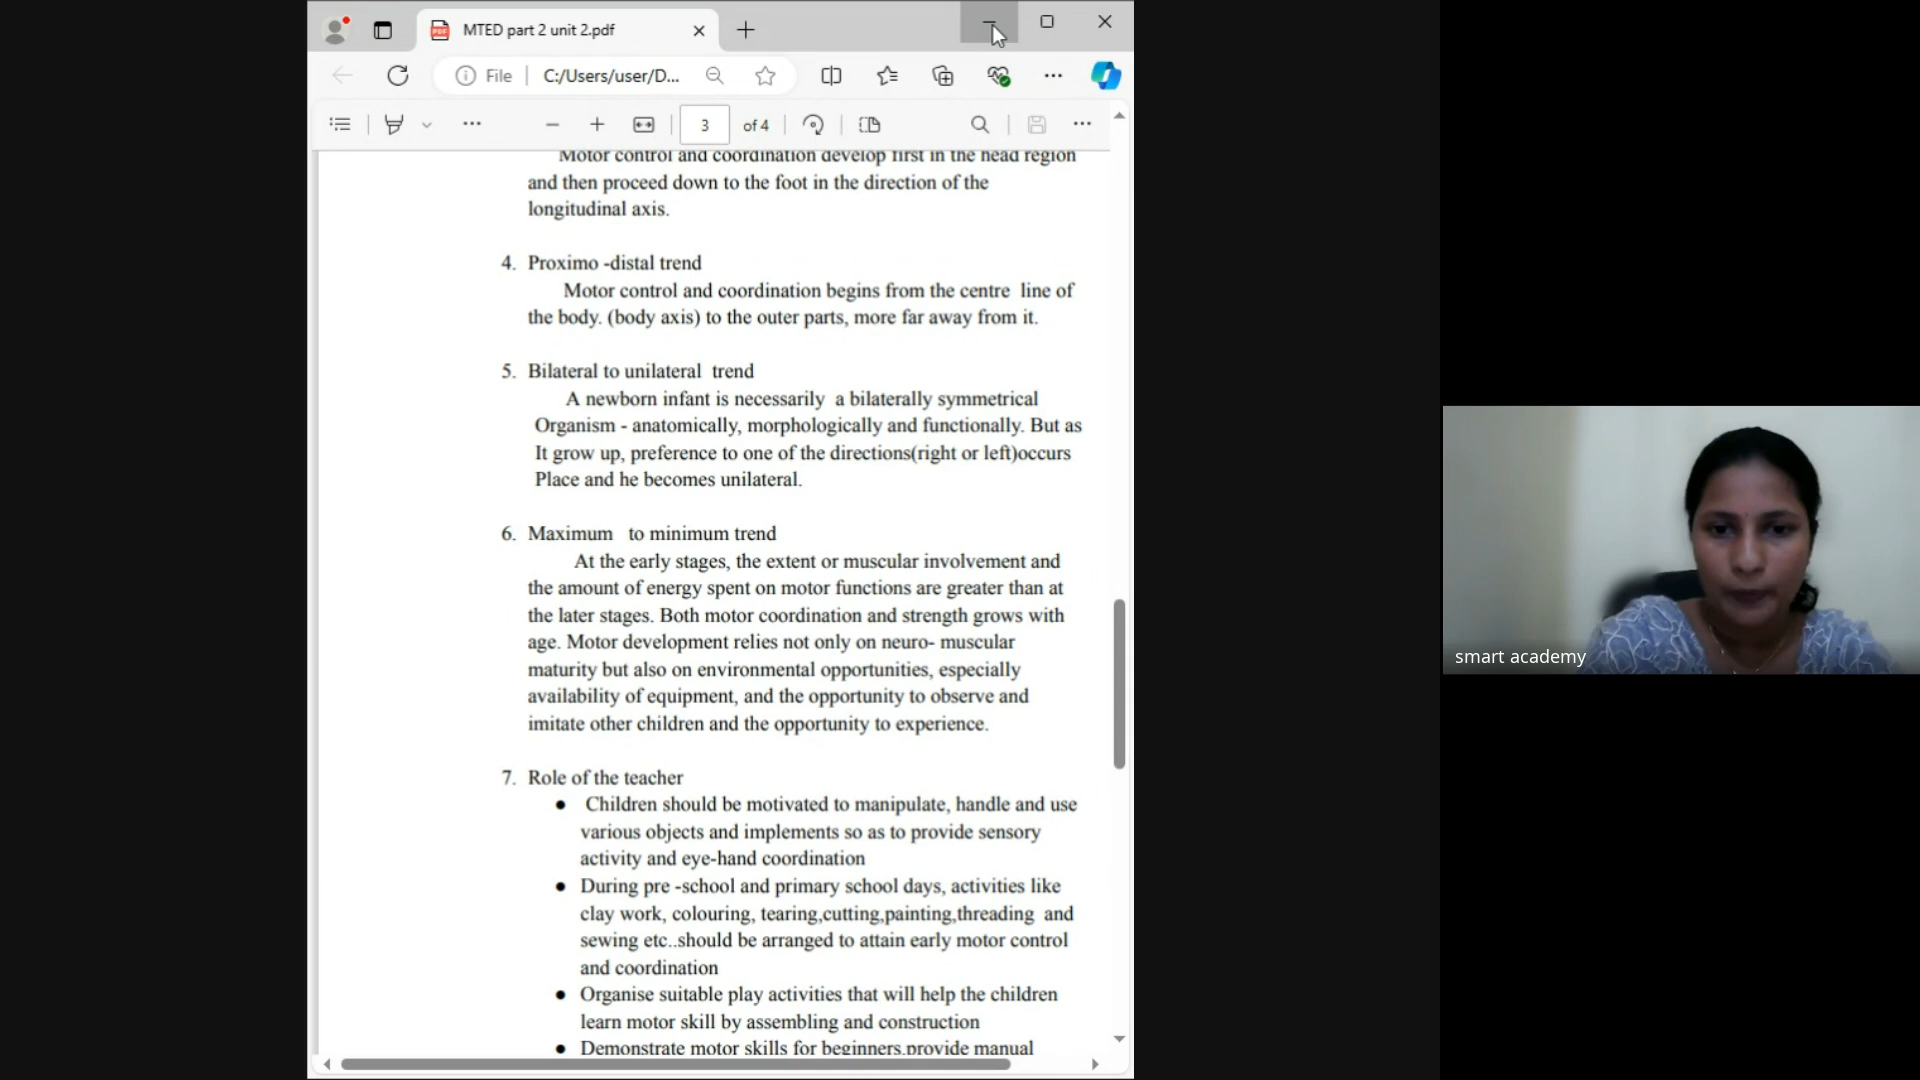 MTED part 2 unit 2.pdf
File
C:/Users/user/D...
3 of 4
Motor control and coordination develop first in the head region
and then proceed down to the foot in the direction of the
longitudinal axis.
4. Proximo -distal trend
Motor control and coordination begins from the centre line of
the body. (body axis) to the outer parts, more far away from it.
5. Bilateral to unilateral trend
A newborn infant is necessarily a bilaterally symmetrical
Organism - anatomically, morphologically and functionally. But as
It grow up, preference to one of the directions(right or left)occurs
Place and he becomes unilateral.
6. Maximum to minimum trend
At the early stages, the extent or muscular involvement and
the amount of energy spent on motor functions are greater than at
the later stages. Both motor coordination and strength grows with
age. Motor development relies not only on neuro- muscular
maturity but also on environmental opportunities, especially
availability of equipment, and the opportunity to observe and
imitate other children and the opportunity to experience.
7. Role of the teacher
● Children should be motivated to manipulate, handle and use
various objects and implements so as to provide sensory
activity and eye-hand coordination
● During pre -school and primary school days, activities like
clay work, colouring, tearing,cutting,painting,threading and
sewing etc..should be arranged to attain early motor control
and coordination
● Organise suitable play activities that will help the children
learn motor skill by assembling and construction
● Demonstrate motor skills for beginners,provide manual
smart academy